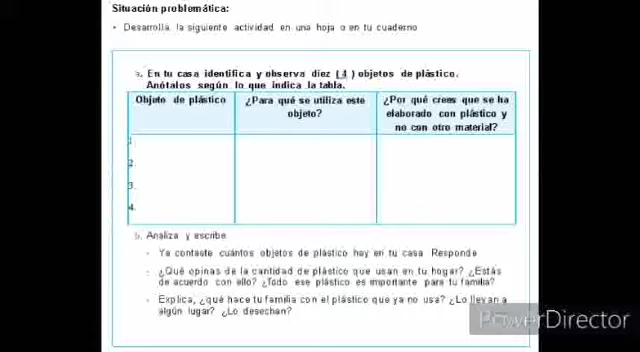 Situación problemática:
• Desarrolla la siguiente actividad en una hoja o en tu cuaderno
a. En tu casa identifica y observa diez ( 4 ) objetos de plástico.
Anótalos según lo que indica la tabla.
Objeto de plástico ¿Para qué se utiliza este objeto? ¿Por qué crees que se ha elaborado con plástico y no con otro material?
1
2.
3.
4.
b. Analiza y escribe
- Ya contaste cuántos objetos de plástico hay en tu casa Responde
- ¿Qué opinas de la cantidad de plástico que usan en tu hogar? ¿Estás
de acuerdo con ello? ¿Todo ese plástico es importante para tu familia?
- Explica, ¿qué hace tu familia con el plástico que ya no usa? ¿Lo llevan a
algún lugar? ¿Lo desechan?
PowerDirector